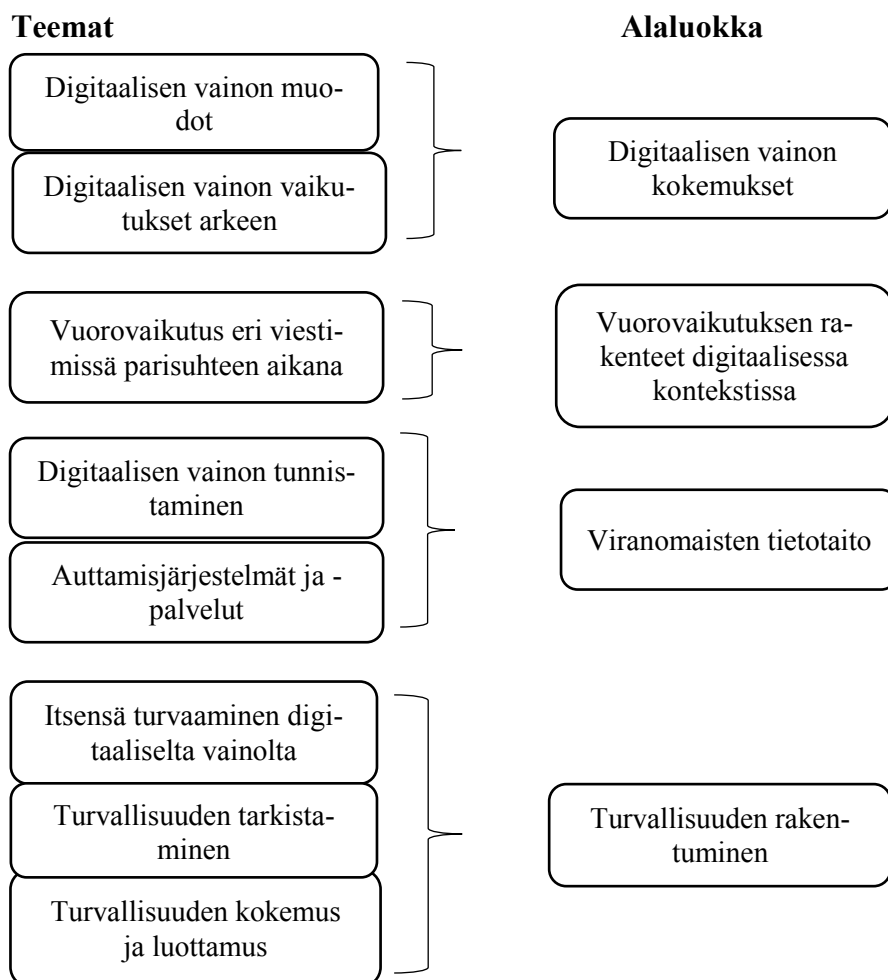 Teemat
Alaluokka
Digitaalisen vainon muo-
dot
Digitaalisen vainon vaiku-
tukset arkeen
Digitaalisen vainon
kokemukset
Vuorovaikutus eri viesti-
missä parisuhteen aikana
Vuorovaikutuksen ra-
kenteet digitaalisessa
kontekstissa
Digitaalisen vainon tunnis-
taminen
Auttamisjärjestelmät ja -
palvelut
Viranomaisten tietotaito
Itsensä turvaaminen digi-
taaliselta vainolta
Turvallisuuden tarkista-
minen
Turvallisuuden kokemus
ja luottamus
Turvallisuuden raken-
tuminen